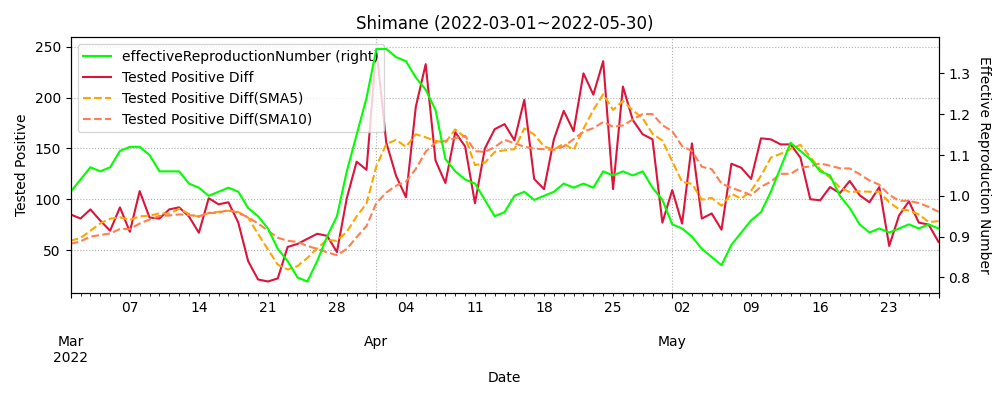 Shimane (2022-03-01~2022-05-30)
effectiveReproductionNumber (right)
Tested Positive Diff
Tested Positive Diff(SMA5)
Tested Positive Diff(SMA10)
Tested Positive
250
200
150
100
50
Effective Reproduction Number
1.3
1.2
1.1
1.0
0.9
0.8
07 14 21 28 04 11 18 25 02 09 16 23
Mar Apr May
2022
Date